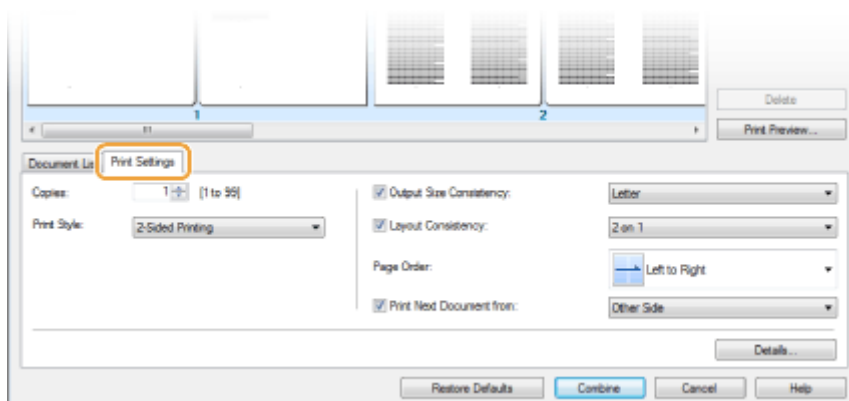 1
2
Delete
Print Preview...
Document Lis
Print Settings
Copies: 1 [1 to 99]
Output Size Consistency: Letter
Print Style: 2-Sided Printing
Layout Consistency: 2 on 1
Page Order: Left to Right
Print Next Document from: Other Side
Details...
Restore Defaults Combine Cancel Help